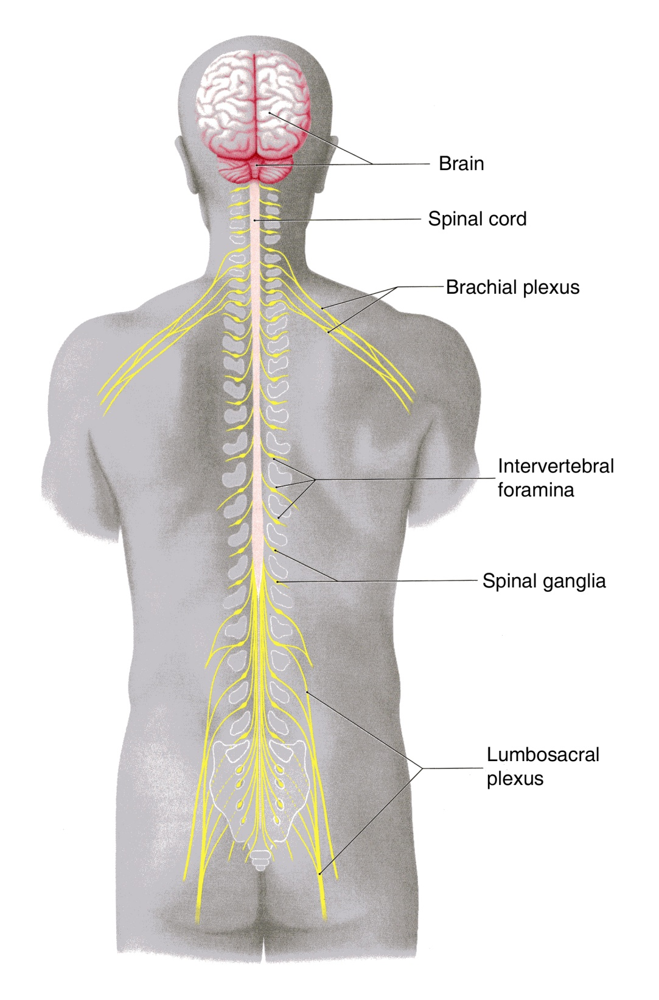 Brain
Spinal cord
Brachial plexus
Intervertebral
foramina
Spinal ganglia
Lumbosacral
plexus